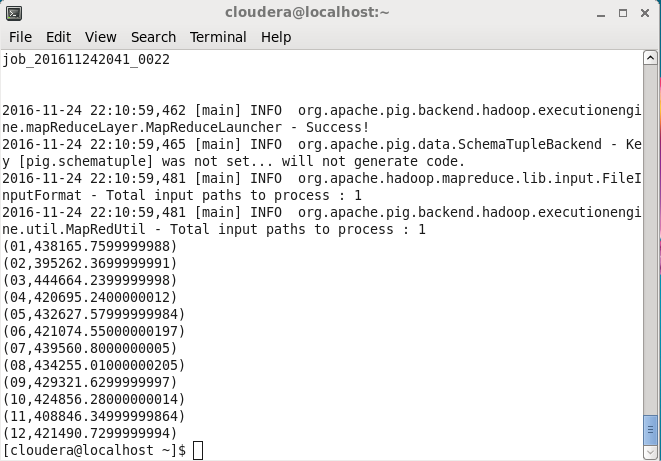 cloudera@localhost:~
File Edit View Search Terminal Help
job_201611242041_0022
2016-11-24 22:10:59,462 [main] INFO  org.apache.pig.backend.hadoop.executionengi
ne.mapReduceLayer.MapReduceLauncher - Success!
2016-11-24 22:10:59,465 [main] INFO  org.apache.pig.data.SchemaTupleBackend - Ke
y [pig.schematuple] was not set... will not generate code.
2016-11-24 22:10:59,481 [main] INFO  org.apache.hadoop.mapreduce.lib.input.FileI
nputFormat - Total input paths to process : 1
2016-11-24 22:10:59,481 [main] INFO  org.apache.pig.backend.hadoop.executionengi
ne.util.MapRedUtil - Total input paths to process : 1
(01,438165.7599999988)
(02,395262.3699999991)
(03,444664.2399999998)
(04,420695.2400000012)
(05,432627.57999999984)
(06,421074.55000000197)
(07,439560.8000000005)
(08,434255.01000000205)
(09,429321.6299999997)
(10,424856.28000000014)
(11,408846.34999999864)
(12,421490.7299999994)
[cloudera@localhost ~]$